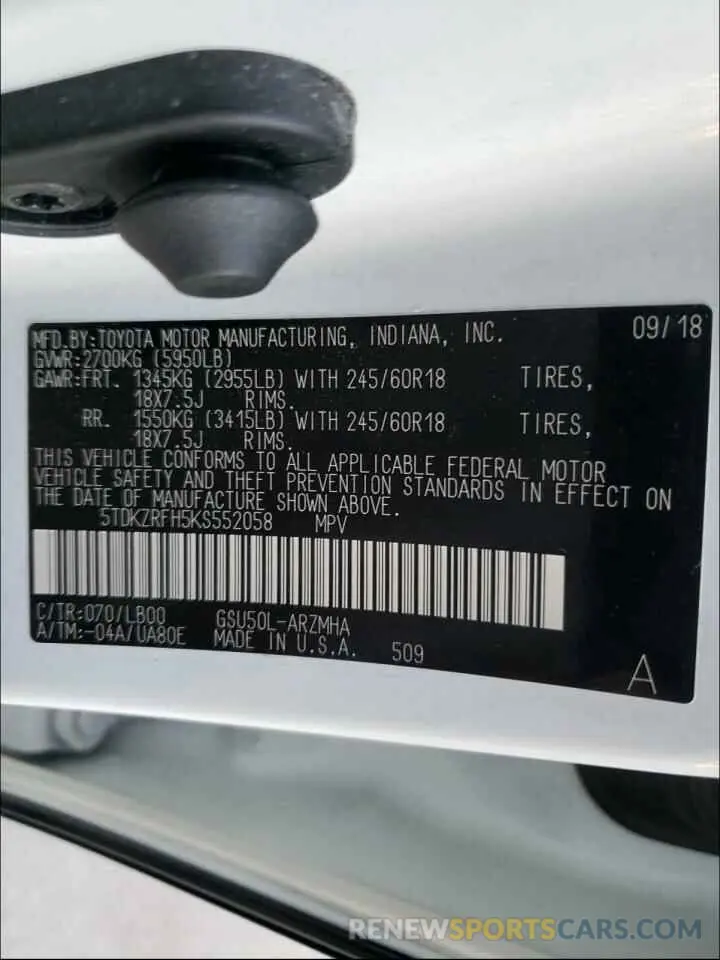 MFD.BY:TOYOTA MOTOR MANUFACTURING, INDIANA, INC. 09/18
GVWR:2700KG (5950LB)
GAWR:FRT. 1345KG (2955LB) WITH 245/60R18 TIRES,
18X7.5J RIMS.
RR. 1550KG (3415LB) WITH 245/60R18 TIRES,
18X7.5J RIMS.
THIS VEHICLE CONFORMS TO ALL APPLICABLE FEDERAL MOTOR
VEHICLE SAFETY AND THEFT PREVENTION STANDARDS IN EFFECT ON
THE DATE OF MANUFACTURE SHOWN ABOVE.
5TDKZRFH5KS552058 MPV
C/TR:070/LB00 GSU50L-ARZMHA
A/TM:-04A/UA80E MADE IN U.S.A. 509
A
RENEWSPORTSCARS.COM